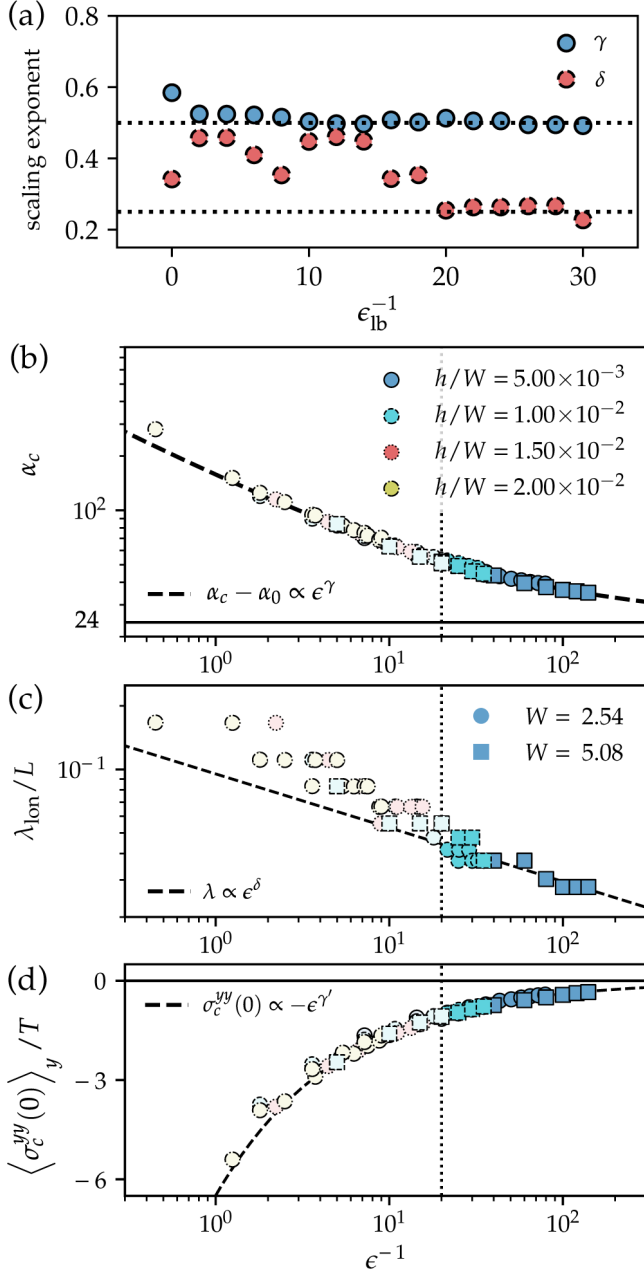 (a)
γ
δ
scaling exponent
0.8
0.6
0.4
0.2
0 10 20 30
ϵ_lb^−1
(b)
h/W = 5.00×10^−3
h/W = 1.00×10^−2
h/W = 1.50×10^−2
h/W = 2.00×10^−2
α_c
10^2
24
α_c − α_0 ∝ ϵ^γ
10^0 10^1 10^2
(c)
W = 2.54
W = 5.08
λ_lon/L
10^−1
λ ∝ ϵ^δ
10^0 10^1 10^2
(d)
σ_c^yy(0) ∝ −ϵ^γ′
⟨σ_c^yy(0)⟩_y /T
0
−3
−6
10^0 10^1 10^2
ϵ^−1